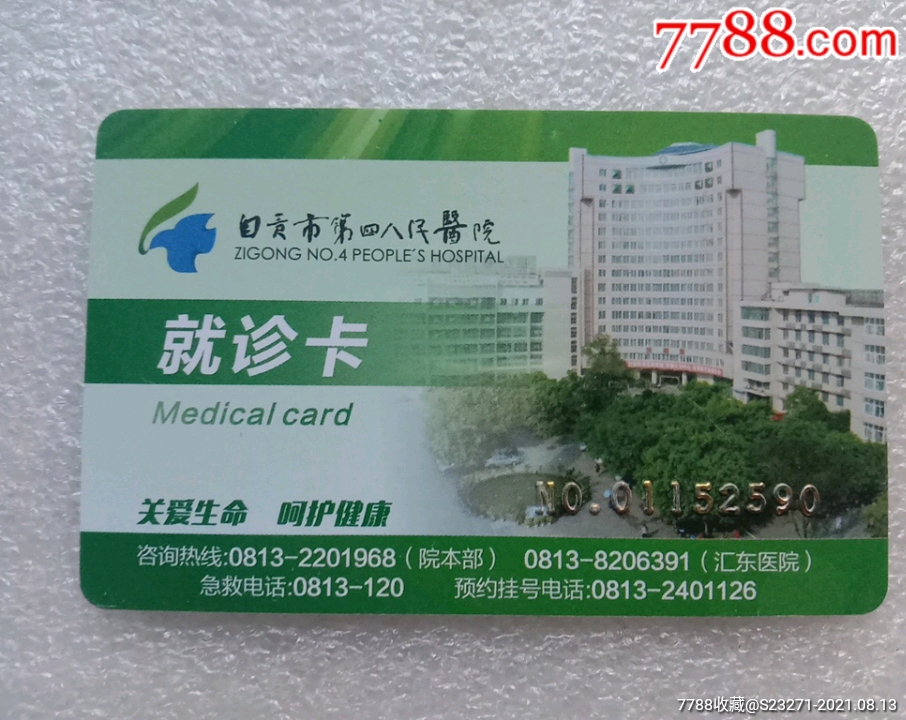 7788.com
自贡市第四人民醫院
ZIGONG NO.4 PEOPLE'S HOSPITAL
就诊卡
Medical card
NO.01152590
关爱生命 呵护健康
咨询热线:0813-2201968（院本部） 0813-8206391（汇东医院）
急救电话:0813-120 预约挂号电话:0813-2401126
7788收藏@S23271-2021.08.13